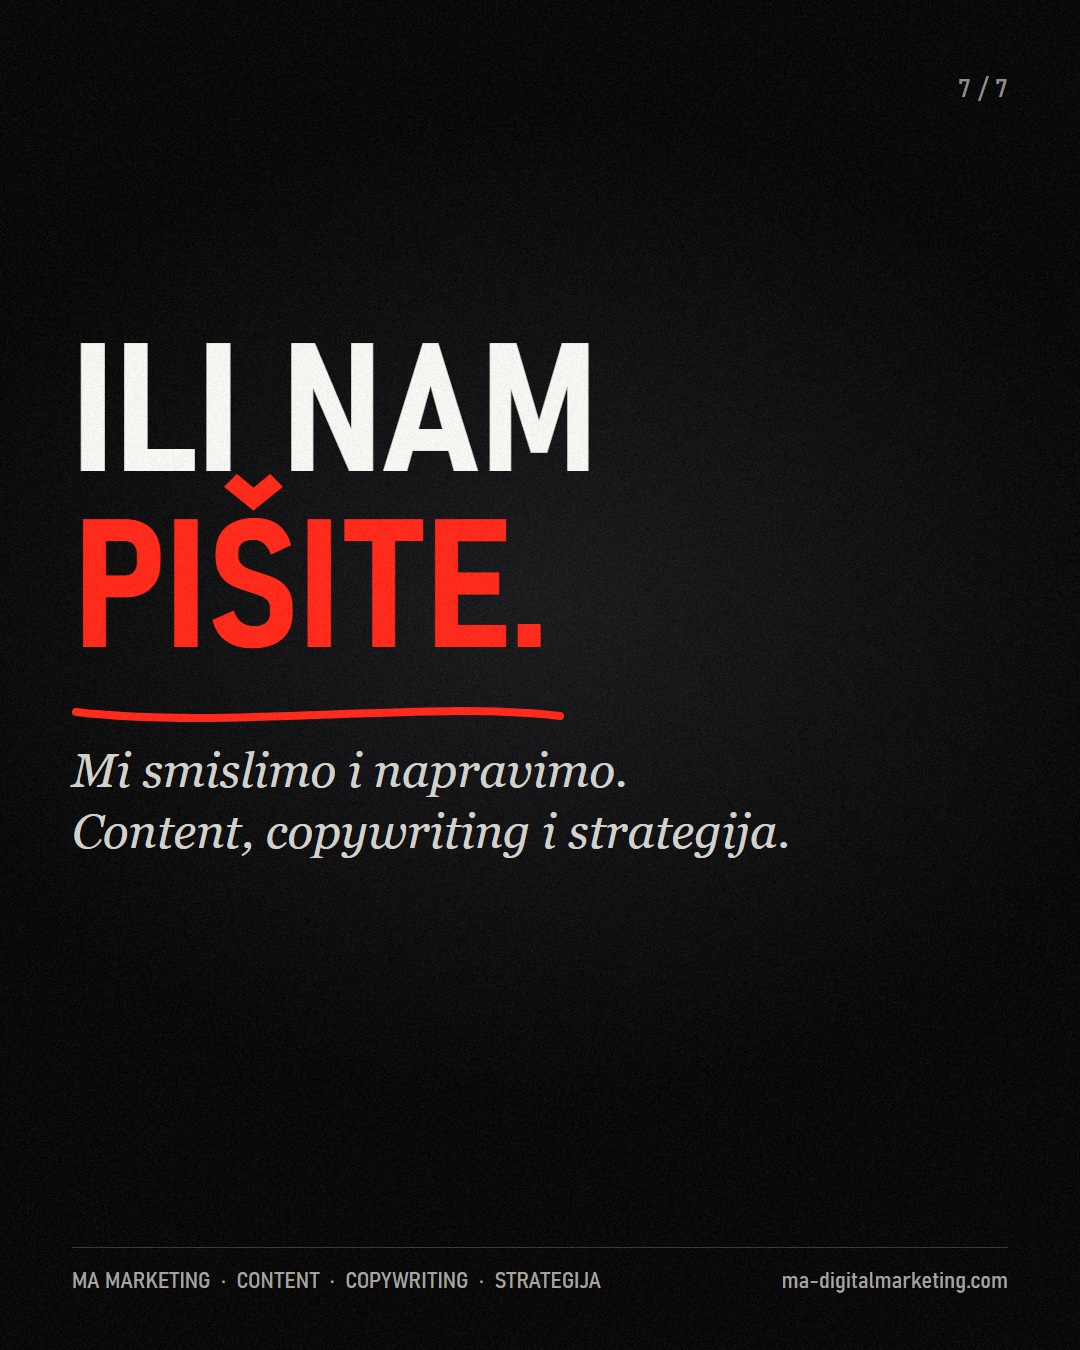 7 / 7
ILI NAM
PIŠITE.
Mi smislimo i napravimo.
Content, copywriting i strategija.
MA MARKETING · CONTENT · COPYWRITING · STRATEGIJA
ma-digitalmarketing.com